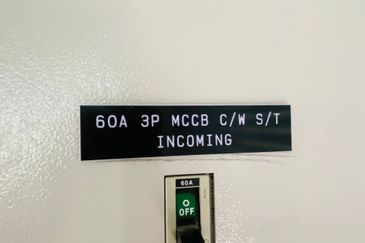 60A 3P MCCB C/W S/T
INCOMING
60A
O
OFF